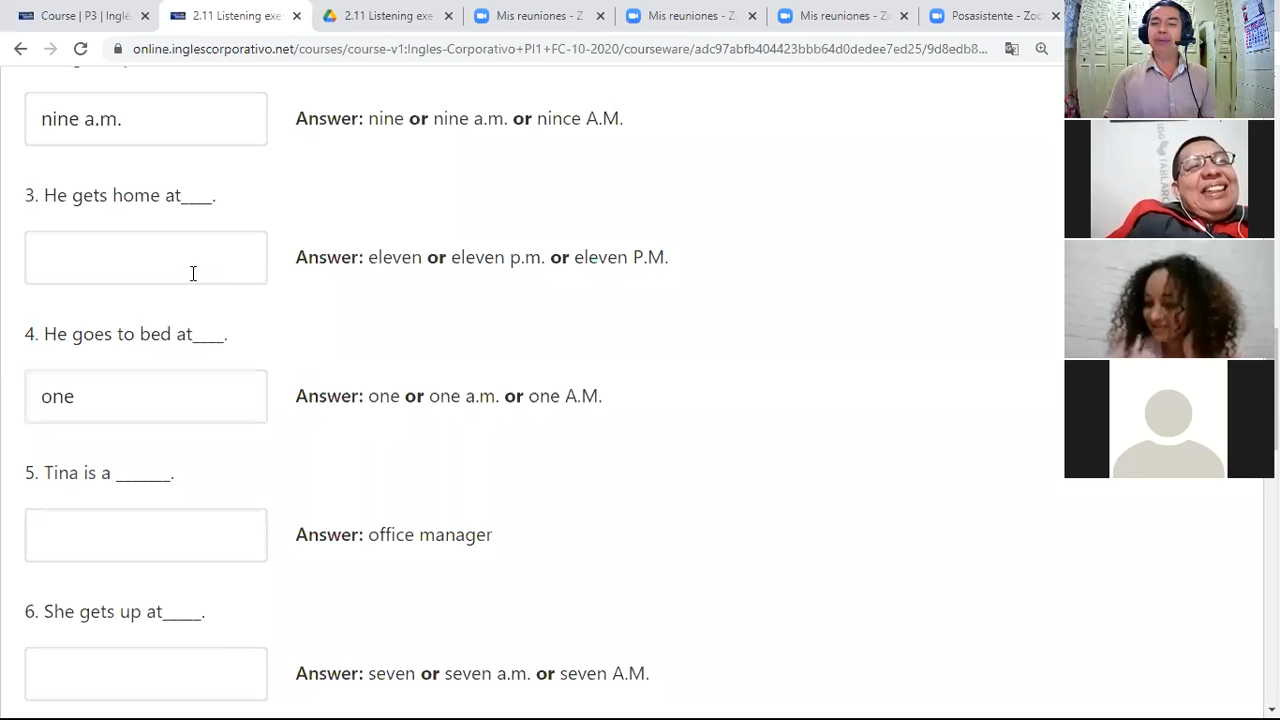 Course | P3 | Inglé
2.11 Listening exe
2.11 Listening E
Mis reuniones - Z
Mis reuniones -
Mis reuniones -
Posasistente - Zoo
online.inglescorporativo.net/courses/course-v1:Ingles-Corporativo+PI1+FC-10-2020/courseware/adc97abfb404423bbb64d0dedee7ed25/9d8edb8...
nine a.m.
Answer: nine or nine a.m. or nince A.M.
3. He gets home at____.
Answer: eleven or eleven p.m. or eleven P.M.
4. He goes to bed at____.
one
Answer: one or one a.m. or one A.M.
5. Tina is a _______.
Answer: office manager
6. She gets up at_____.
Answer: seven or seven a.m. or seven A.M.